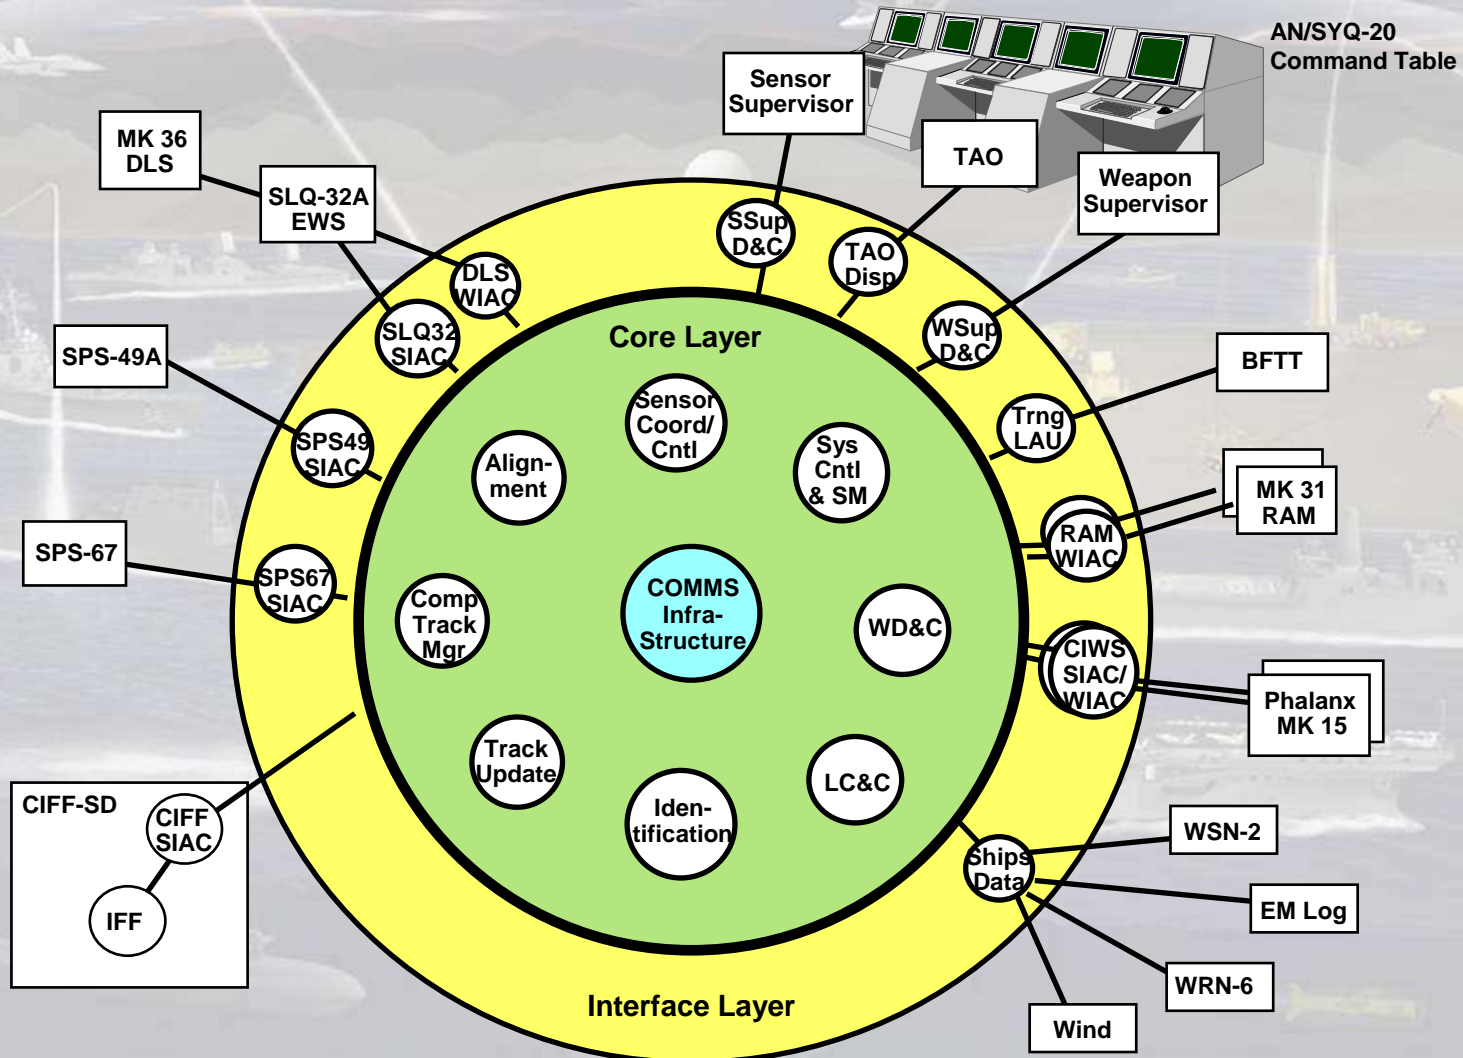 AN/SYQ-20
Command Table
Sensor
Supervisor
TAO
Weapon
Supervisor
MK 36
DLS
SLQ-32A
EWS
SSup
D&C
TAO
Disp
DLS
WIAC
SLQ32
SIAC
WSup
D&C
Core Layer
SPS-49A
BFTT
SPS49
SIAC
Trng
LAU
Sensor
Coord/
Cntl
Align-
ment
Sys
Cntl
& SM
MK 31
RAM
RAM
WIAC
SPS-67
SPS67
SIAC
Comp
Track
Mgr
COMMS
Infra-
Structure
WD&C
CIWS
SIAC/
WIAC
Phalanx
MK 15
Track
Update
LC&C
Iden-
tification
CIFF-SD
CIFF
SIAC
IFF
Ships
Data
WSN-2
EM Log
WRN-6
Wind
Interface Layer